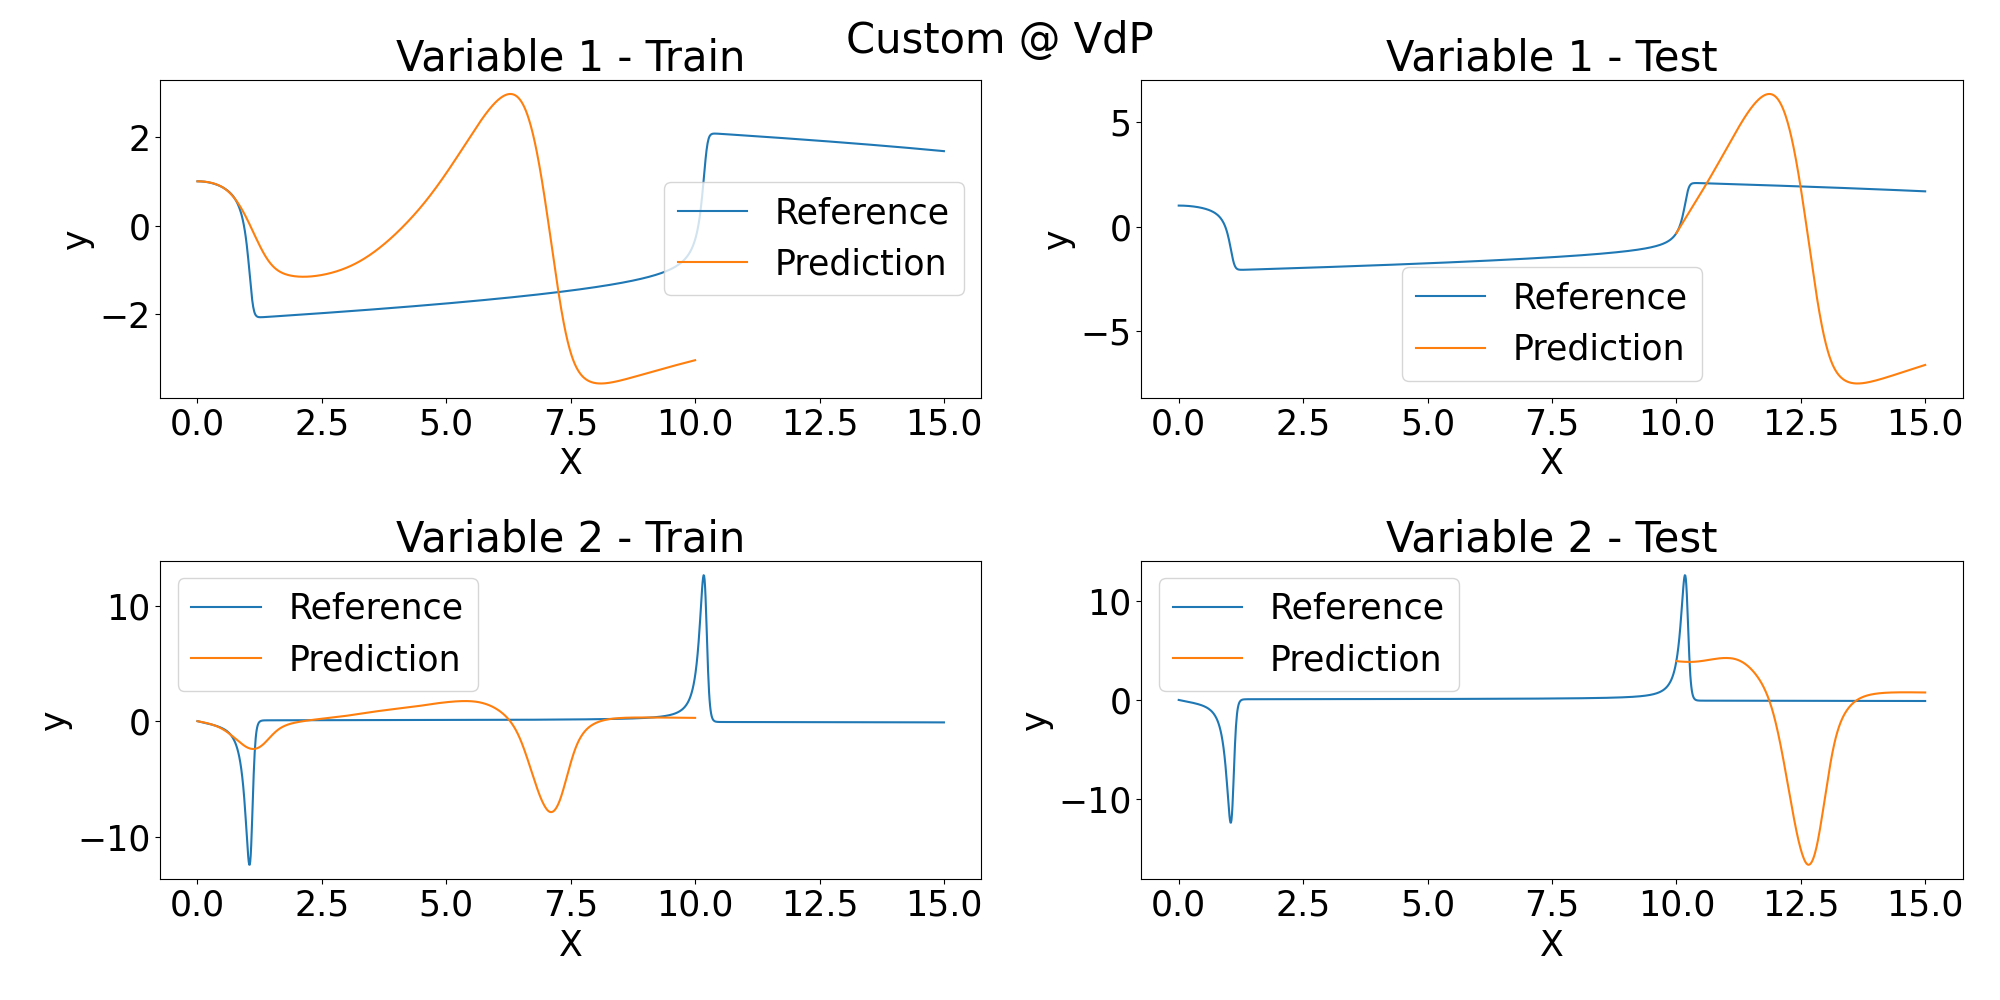 Custom @ VdP
Variable 1 - Train
2
0
−2
y
Reference
Prediction
0.0 2.5 5.0 7.5 10.0 12.5 15.0
X
Variable 1 - Test
5
0
−5
y
Reference
Prediction
0.0 2.5 5.0 7.5 10.0 12.5 15.0
X
Variable 2 - Train
10
0
−10
y
Reference
Prediction
0.0 2.5 5.0 7.5 10.0 12.5 15.0
X
Variable 2 - Test
10
0
−10
y
Reference
Prediction
0.0 2.5 5.0 7.5 10.0 12.5 15.0
X